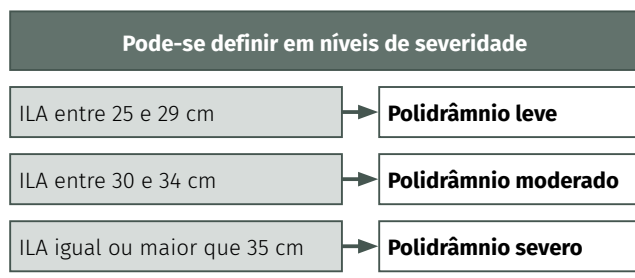 Pode-se definir em níveis de severidade
ILA entre 25 e 29 cm
Polidrâmnio leve
ILA entre 30 e 34 cm
Polidrâmnio moderado
ILA igual ou maior que 35 cm
Polidrâmnio severo